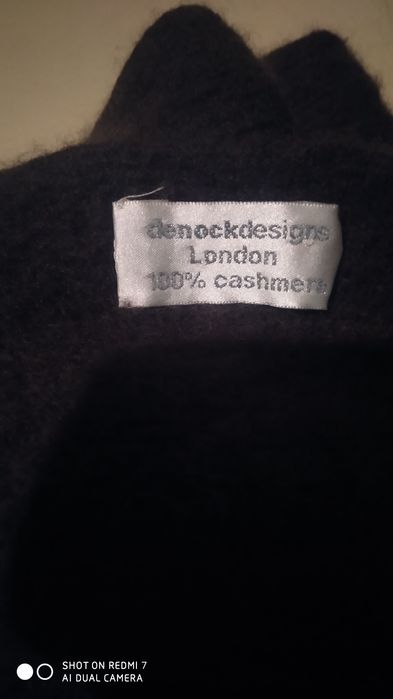 denockdesigns
London
100% cashmere
SHOT ON REDMI 7
AI DUAL CAMERA